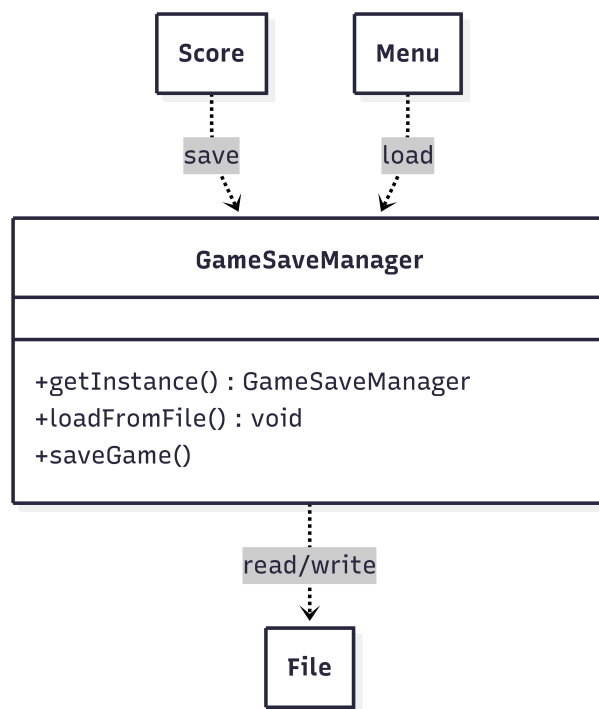 Score
Menu
save
load
GameSaveManager
+getInstance() : GameSaveManager
+loadFromFile() : void
+saveGame()
read/write
File